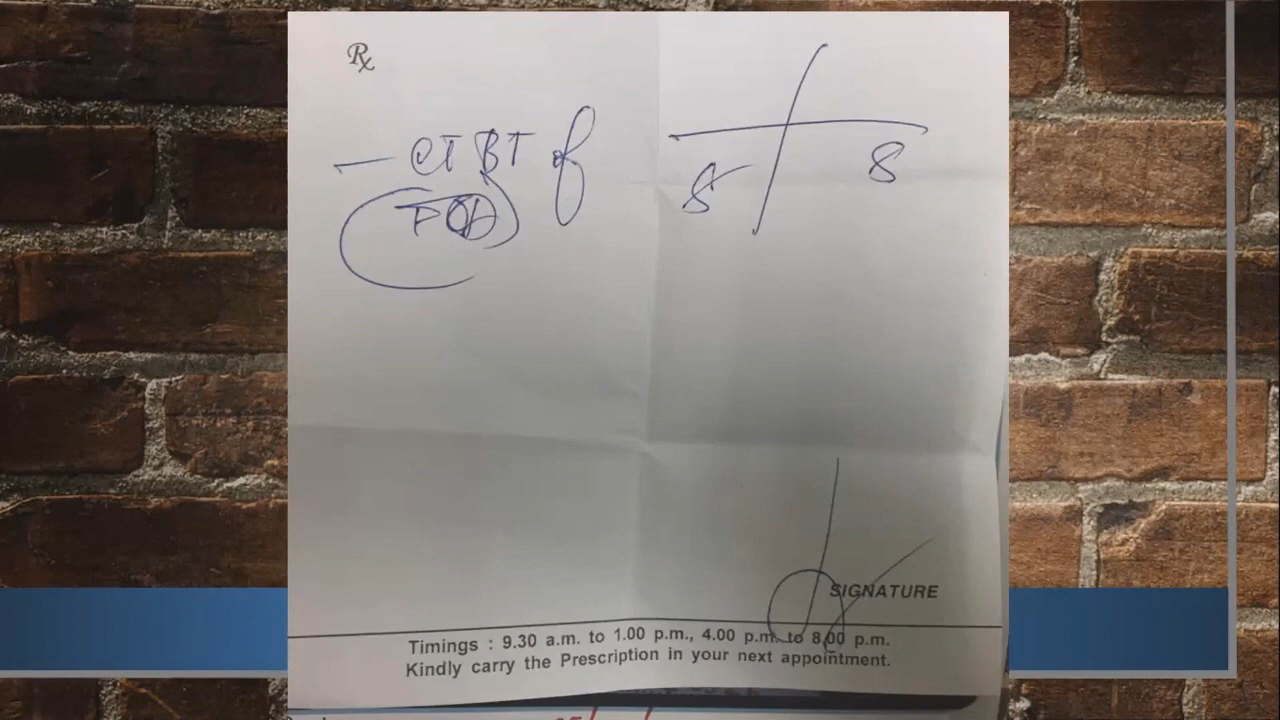 Rx
— CT BT of 8 8
SIGNATURE
Timings : 9.30 a.m. to 1.00 p.m., 4.00 p.m. to 8.00 p.m.
Kindly carry the Prescription in your next appointment.